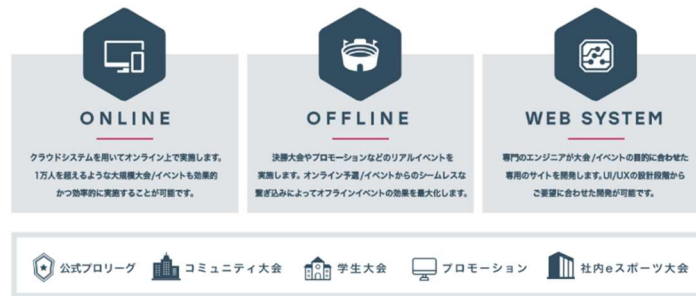 ONLINE
クラウドシステムを用いてオンライン上で実施します。
1万人を超えるような大規模大会/イベントも効果的
かつ効率的に実施することが可能です。
OFFLINE
決勝大会やプロモーションなどのリアルイベントを
実施します。オンライン予選/イベントからのシームレスな
繋ぎ込みによってオフラインイベントの効果を最大化します。
WEB SYSTEM
専門のエンジニアが大会/イベントの目的に合わせた
専用のサイトを開発します。UI/UXの設計段階から
ご要望に合わせた開発が可能です。
公式プロリーグ
コミュニティ大会
学生大会
プロモーション
社内eスポーツ大会